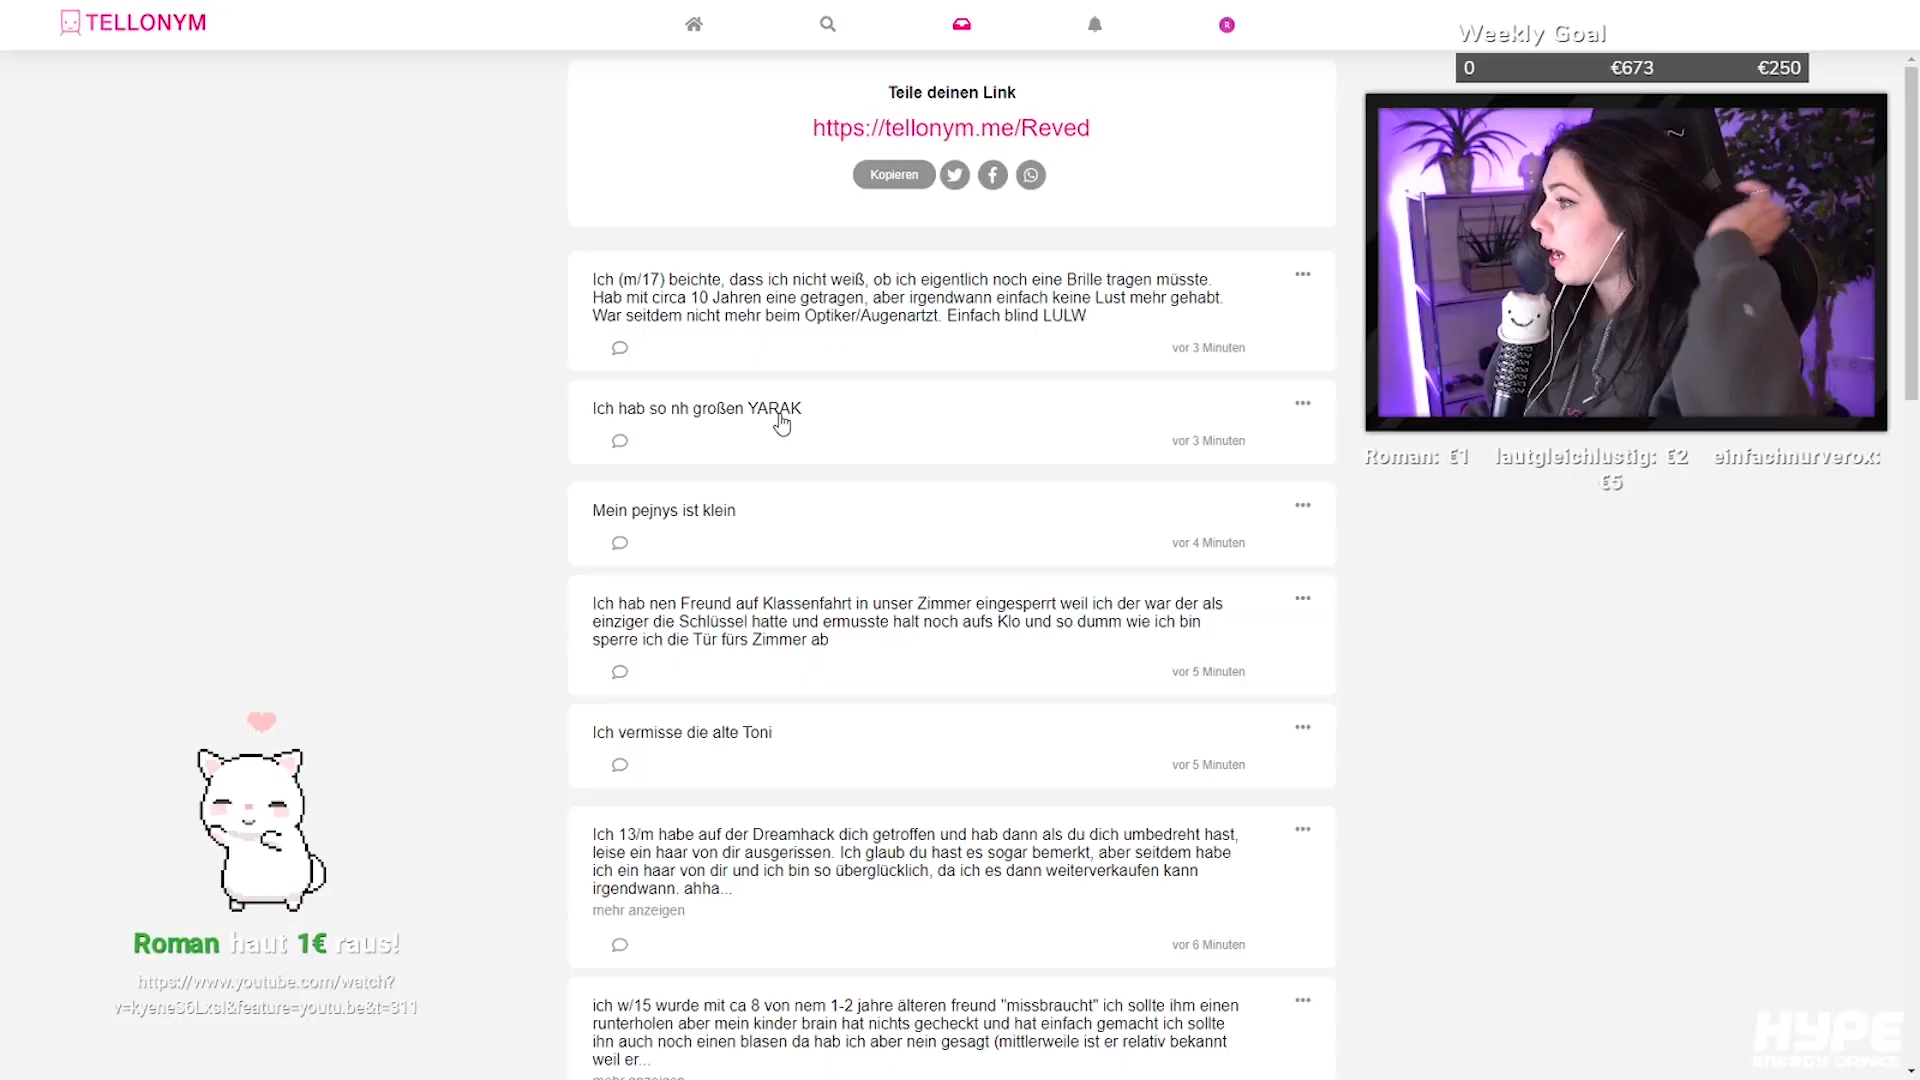 TELLONYM
R
Weekly Goal
0 €673 €250
Teile deinen Link
https://tellonym.me/Reved
Kopieren
Ich (m/17) beichte, dass ich nicht weiß, ob ich eigentlich noch eine Brille tragen müsste.
Hab mit circa 10 Jahren eine getragen, aber irgendwann einfach keine Lust mehr gehabt.
War seitdem nicht mehr beim Optiker/Augenartzt. Einfach blind LULW
vor 3 Minuten
Ich hab so nh großen YARAK
vor 3 Minuten
Roman: €1 lautgleichlustig: €2 einfachnurverox:
€5
Mein pejnys ist klein
vor 4 Minuten
Ich hab nen Freund auf Klassenfahrt in unser Zimmer eingesperrt weil ich der war der als
einziger die Schlüssel hatte und ermusste halt noch aufs Klo und so dumm wie ich bin
sperre ich die Tür fürs Zimmer ab
vor 5 Minuten
Ich vermisse die alte Toni
vor 5 Minuten
Ich 13/m habe auf der Dreamhack dich getroffen und hab dann als du dich umbedreht hast,
leise ein haar von dir ausgerissen. Ich glaub du hast es sogar bemerkt, aber seitdem habe
ich ein haar von dir und ich bin so überglücklich, da ich es dann weiterverkaufen kann
irgendwann. ahha...
mehr anzeigen
vor 6 Minuten
Roman haut 1€ raus!
https://www.youtube.com/watch?
v=kyeneS6LxsI&feature=youtu.be&t=311
ich w/15 wurde mit ca 8 von nem 1-2 jahre älteren freund "missbraucht" ich sollte ihm einen
runterholen aber mein kinder brain hat nichts gecheckt und hat einfach gemacht ich sollte
ihn auch noch einen blasen da hab ich aber nein gesagt (mittlerweile ist er relativ bekannt
weil er...
mehr anzeigen
HYPE
ENERGY DRINKS